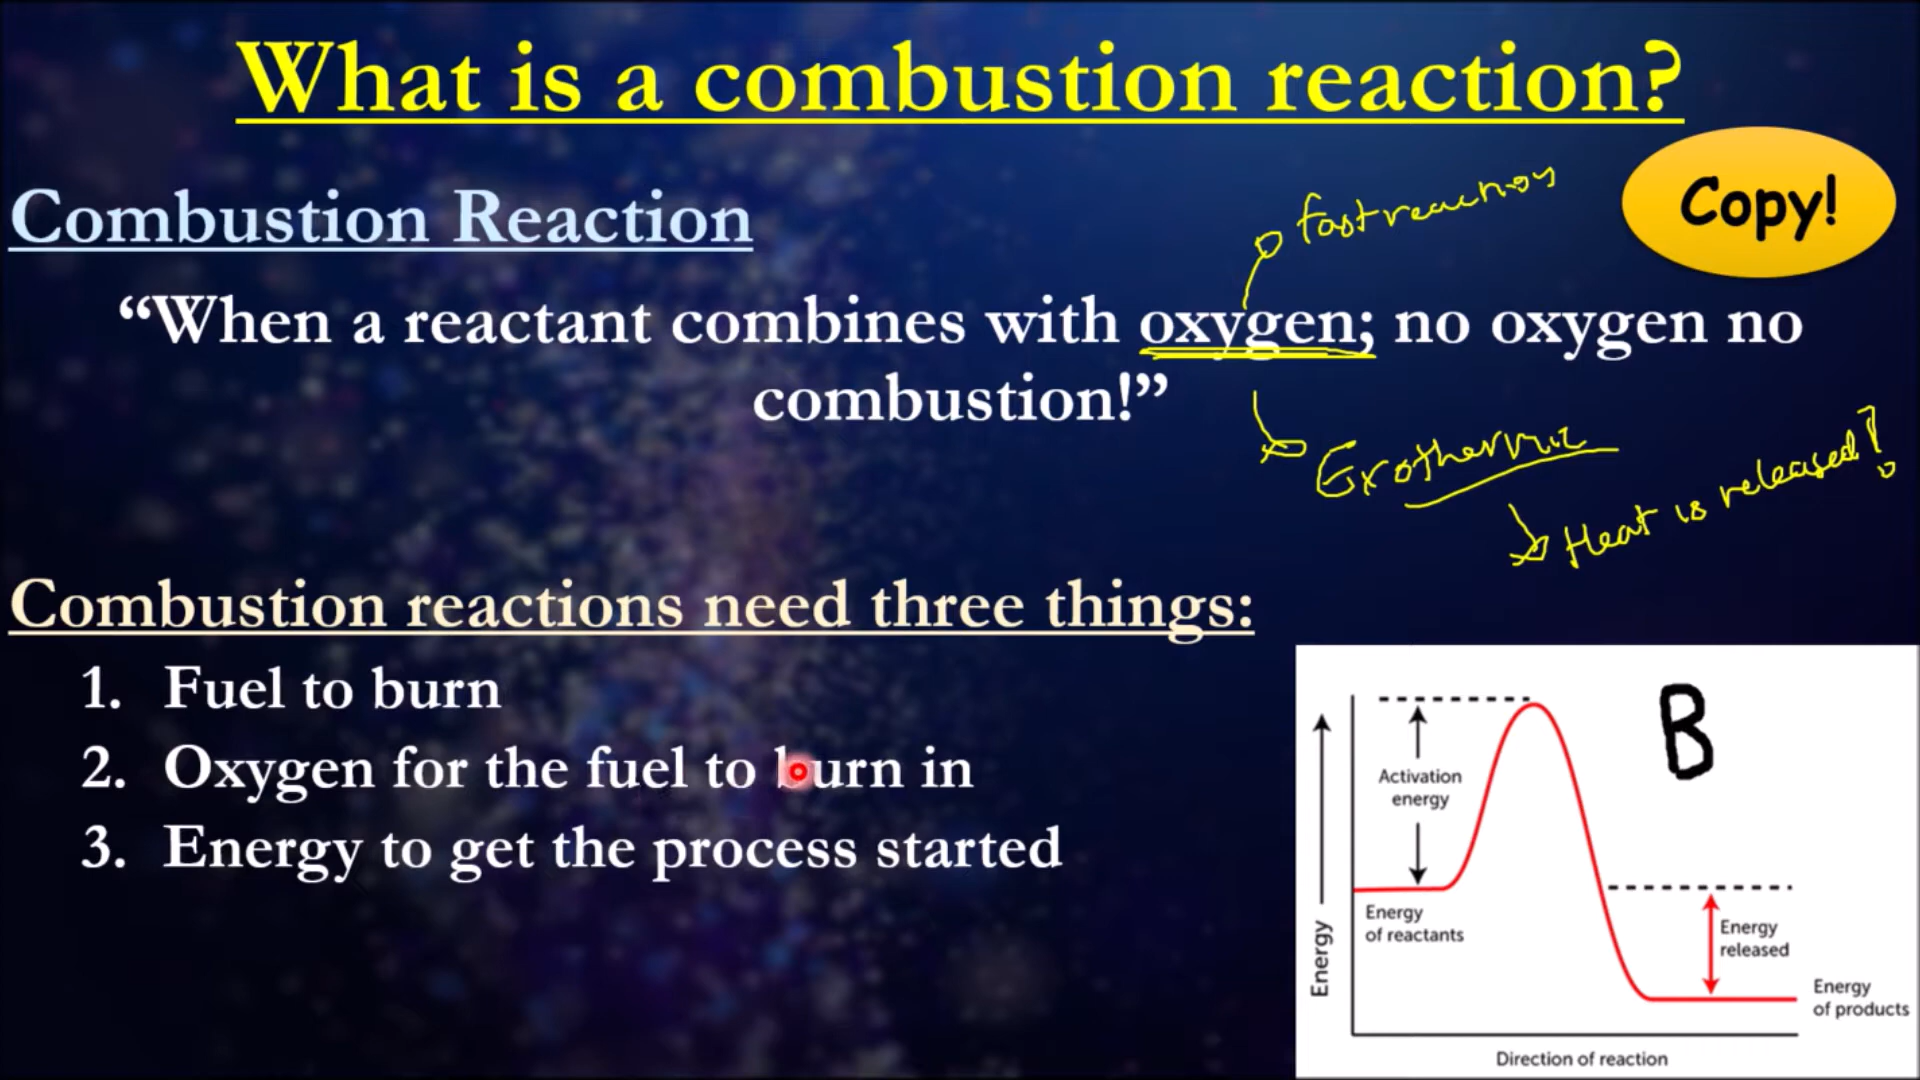 What is a combustion reaction?
Copy!
Combustion Reaction
fast reaction
“When a reactant combines with oxygen; no oxygen no
combustion!”
Exothermic
Heat is released!
Combustion reactions need three things:
1. Fuel to burn
2. Oxygen for the fuel to burn in
3. Energy to get the process started
B
Activation
energy
Energy
of reactants
Energy
released
Energy
of products
Energy
Direction of reaction